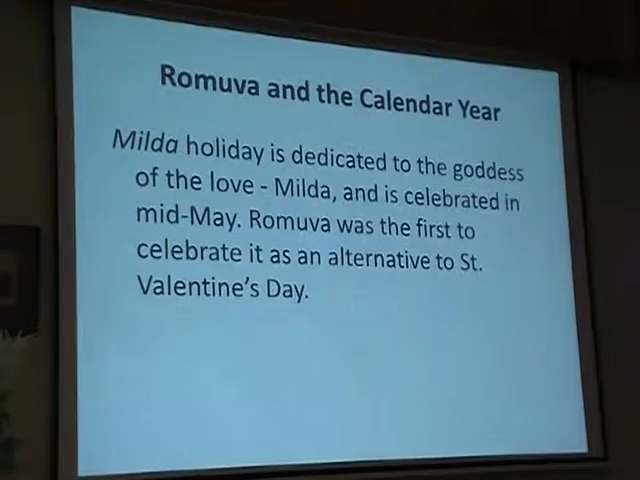 Romuva and the Calendar Year
Milda holiday is dedicated to the goddess
of the love - Milda, and is celebrated in
mid-May. Romuva was the first to
celebrate it as an alternative to St.
Valentine's Day.